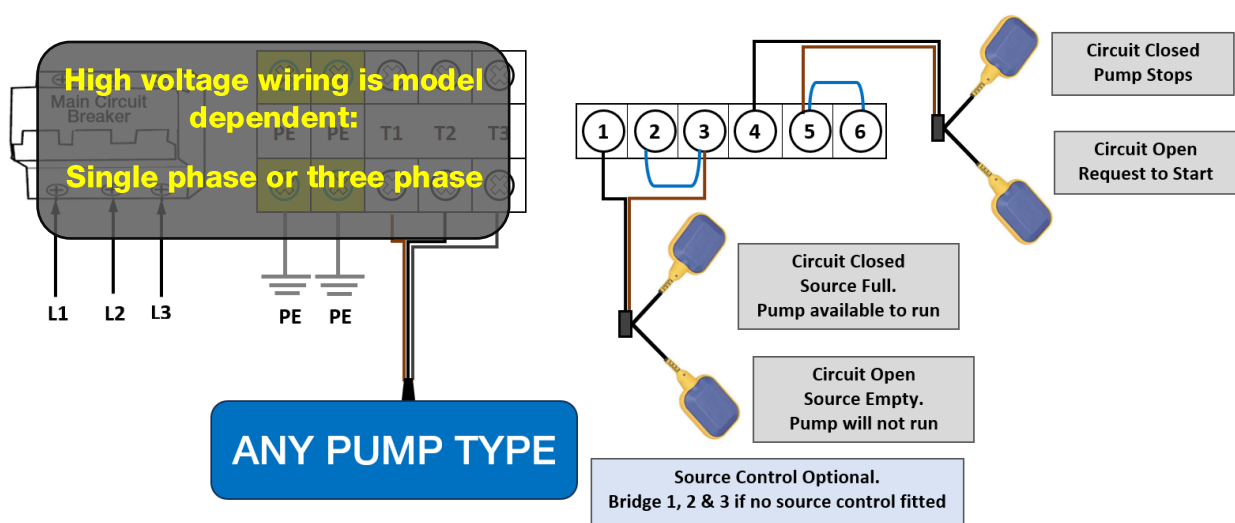 High voltage wiring is model
dependent:
Single phase or three phase
Main Circuit
Breaker
PE PE T1 T2 T3
L1 L2 L3
PE PE
ANY PUMP TYPE
1 2 3 4 5 6
Circuit Closed
Pump Stops
Circuit Open
Request to Start
Circuit Closed
Source Full.
Pump available to run
Circuit Open
Source Empty.
Pump will not run
Source Control Optional.
Bridge 1, 2 & 3 if no source control fitted